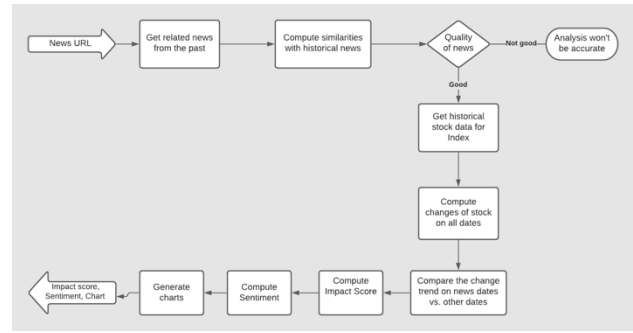 News URL
Get related news
from the past
Compute similarities
with historical news
Quality
of news
Not good
Analysis won't
be accurate
Good
Get historical
stock data for
Index
Compute
changes of stock
on all dates
Compare the change
trend on news dates
vs. other dates
Compute
Impact Score
Compute
Sentiment
Generate
charts
Impact score,
Sentiment, Chart